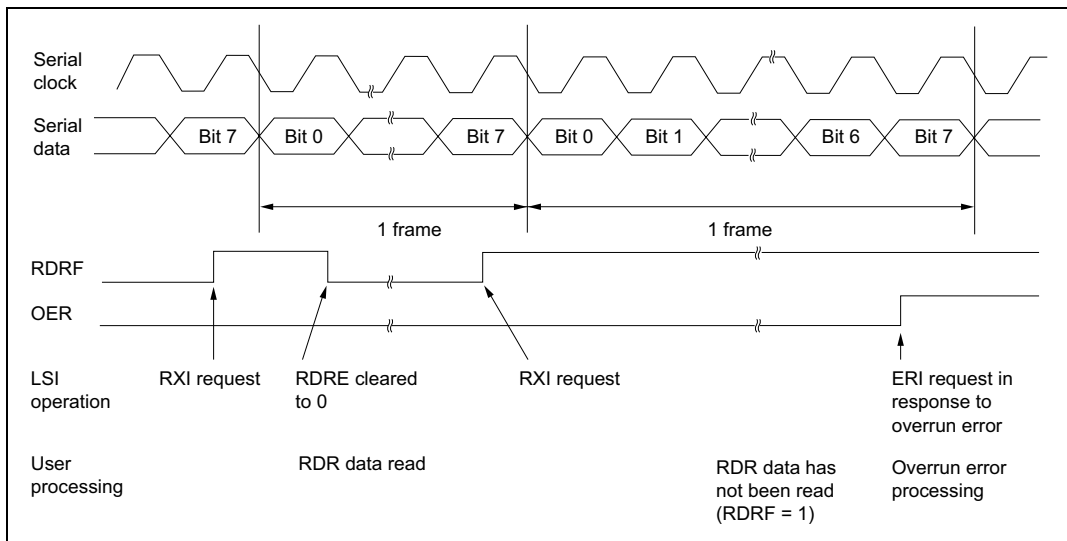 Serial
clock
Serial
data
Bit 7
Bit 0
Bit 7
Bit 0
Bit 1
Bit 6
Bit 7
1 frame
1 frame
RDRF
OER
LSI
operation
RXI request
RDRE cleared
to 0
RXI request
ERI request in
response to
overrun error
User
processing
RDR data read
RDR data has
not been read
(RDRF = 1)
Overrun error
processing